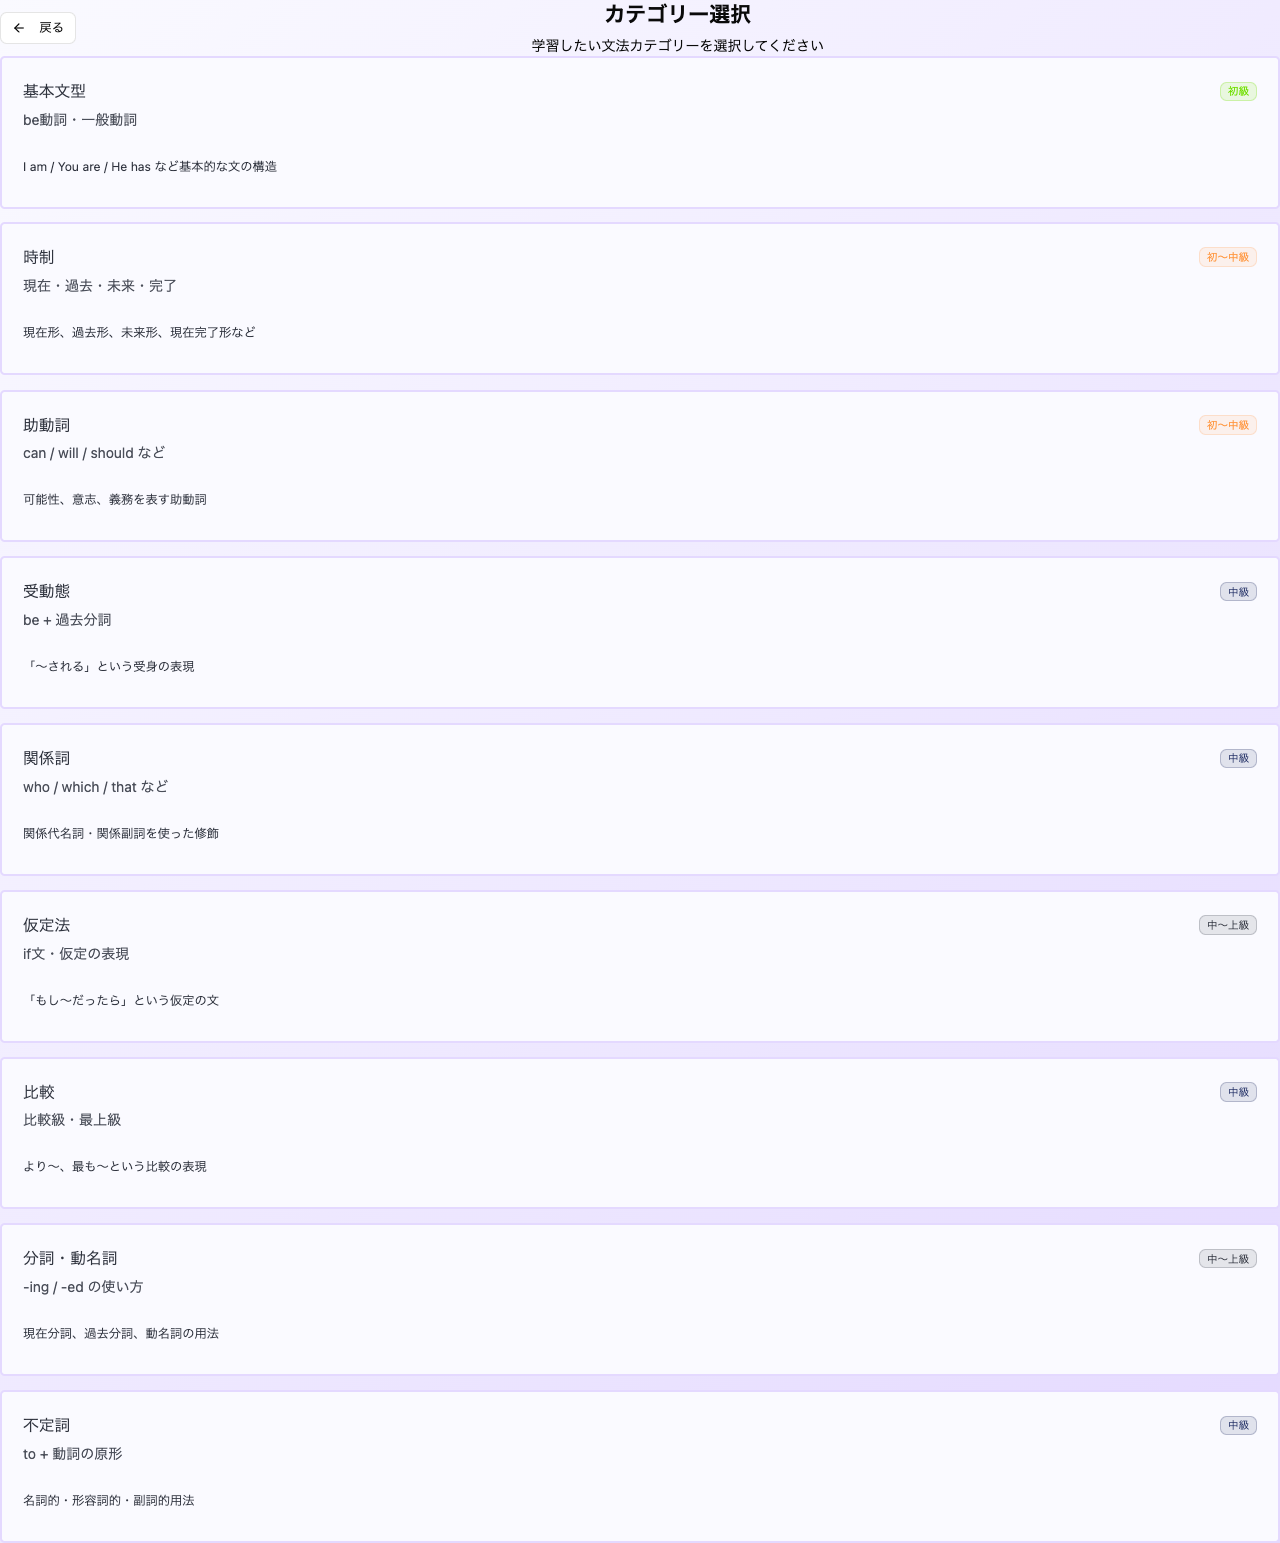 戻る
カテゴリー選択
学習したい文法カテゴリーを選択してください
基本文型
初級
be動詞・一般動詞
I am / You are / He has など基本的な文の構造
時制
初〜中級
現在・過去・未来・完了
現在形、過去形、未来形、現在完了形など
助動詞
初〜中級
can / will / should など
可能性、意志、義務を表す助動詞
受動態
中級
be + 過去分詞
「〜される」という受身の表現
関係詞
中級
who / which / that など
関係代名詞・関係副詞を使った修飾
仮定法
中〜上級
if文・仮定の表現
「もし〜だったら」という仮定の文
比較
中級
比較級・最上級
より〜、最も〜という比較の表現
分詞・動名詞
中〜上級
-ing / -ed の使い方
現在分詞、過去分詞、動名詞の用法
不定詞
中級
to + 動詞の原形
名詞的・形容詞的・副詞的用法